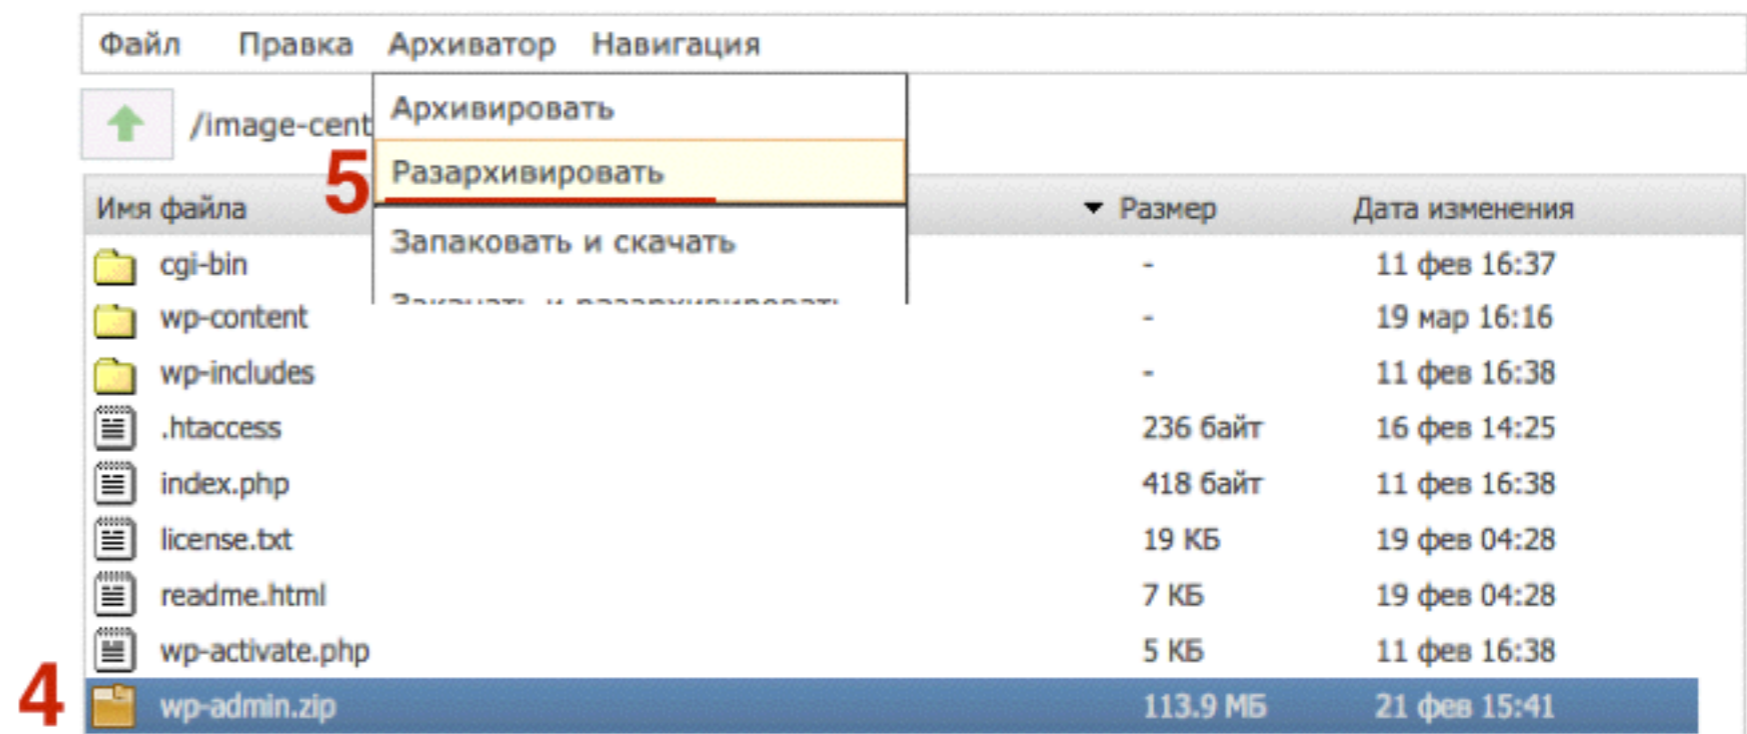 Файл Правка Архиватор Навигация
/image-cent
Архивировать
5 Разархивировать
Запаковать и скачать
Закачать и разархивировать
Имя файла Размер Дата изменения
cgi-bin - 11 фев 16:37
wp-content - 19 мар 16:16
wp-includes - 11 фев 16:38
.htaccess 236 байт 16 фев 14:25
index.php 418 байт 11 фев 16:38
license.txt 19 КБ 19 фев 04:28
readme.html 7 КБ 19 фев 04:28
wp-activate.php 5 КБ 11 фев 16:38
4 wp-admin.zip 113.9 МБ 21 фев 15:41